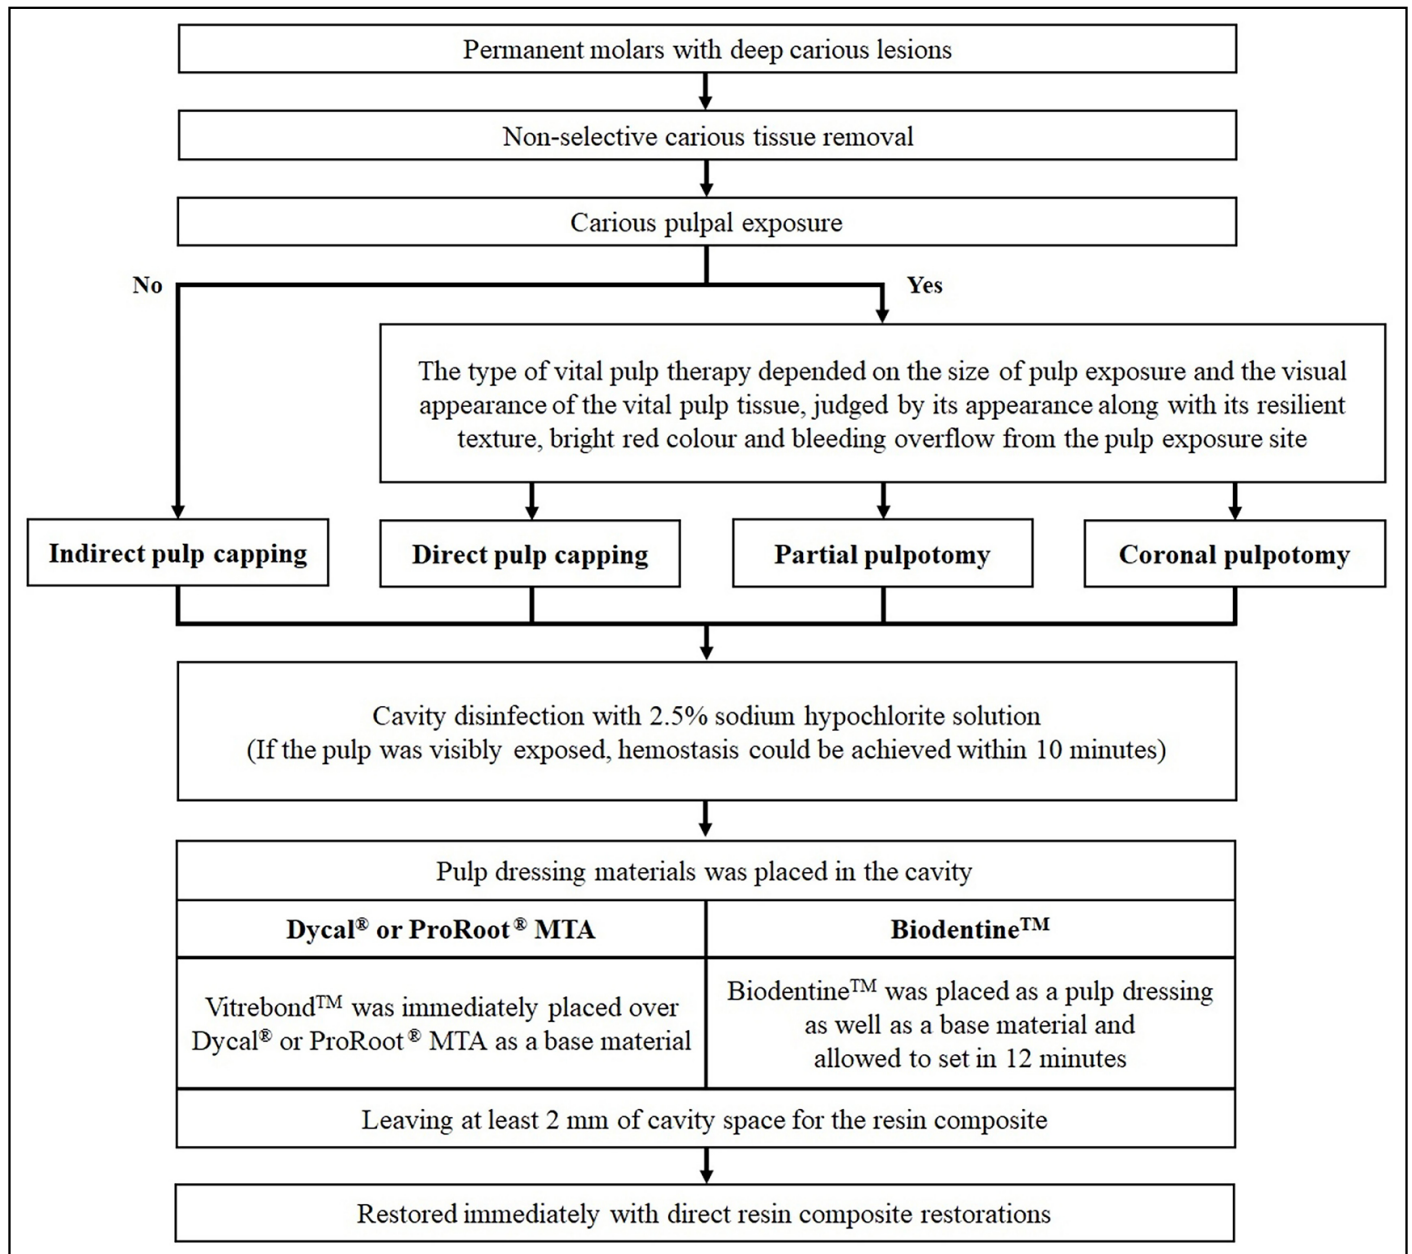 Permanent molars with deep carious lesions
Non-selective carious tissue removal
Carious pulpal exposure
No
Yes
The type of vital pulp therapy depended on the size of pulp exposure and the visual
appearance of the vital pulp tissue, judged by its appearance along with its resilient
texture, bright red colour and bleeding overflow from the pulp exposure site
Indirect pulp capping
Direct pulp capping
Partial pulpotomy
Coronal pulpotomy
Cavity disinfection with 2.5% sodium hypochlorite solution
(If the pulp was visibly exposed, hemostasis could be achieved within 10 minutes)
Pulp dressing materials was placed in the cavity
Dycal® or ProRoot® MTA
Biodentine™
Vitrebond™ was immediately placed over
Dycal® or ProRoot® MTA as a base material
Biodentine™ was placed as a pulp dressing
as well as a base material and
allowed to set in 12 minutes
Leaving at least 2 mm of cavity space for the resin composite
Restored immediately with direct resin composite restorations